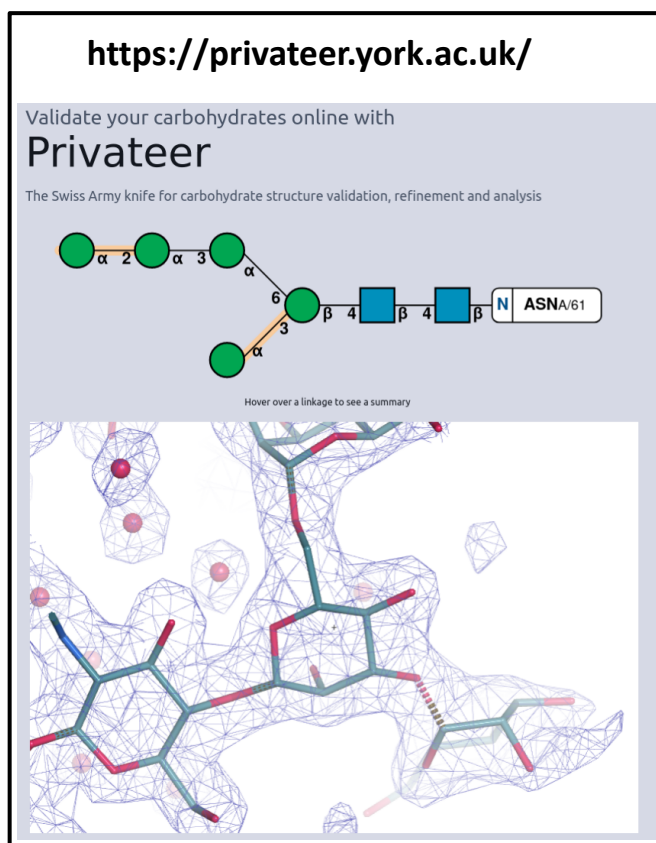 https://privateer.york.ac.uk/
Validate your carbohydrates online with
Privateer
The Swiss Army knife for carbohydrate structure validation, refinement and analysis
α 2 α 3 α
6 β 4 β 4 β N ASNA/61
3
α
Hover over a linkage to see a summary